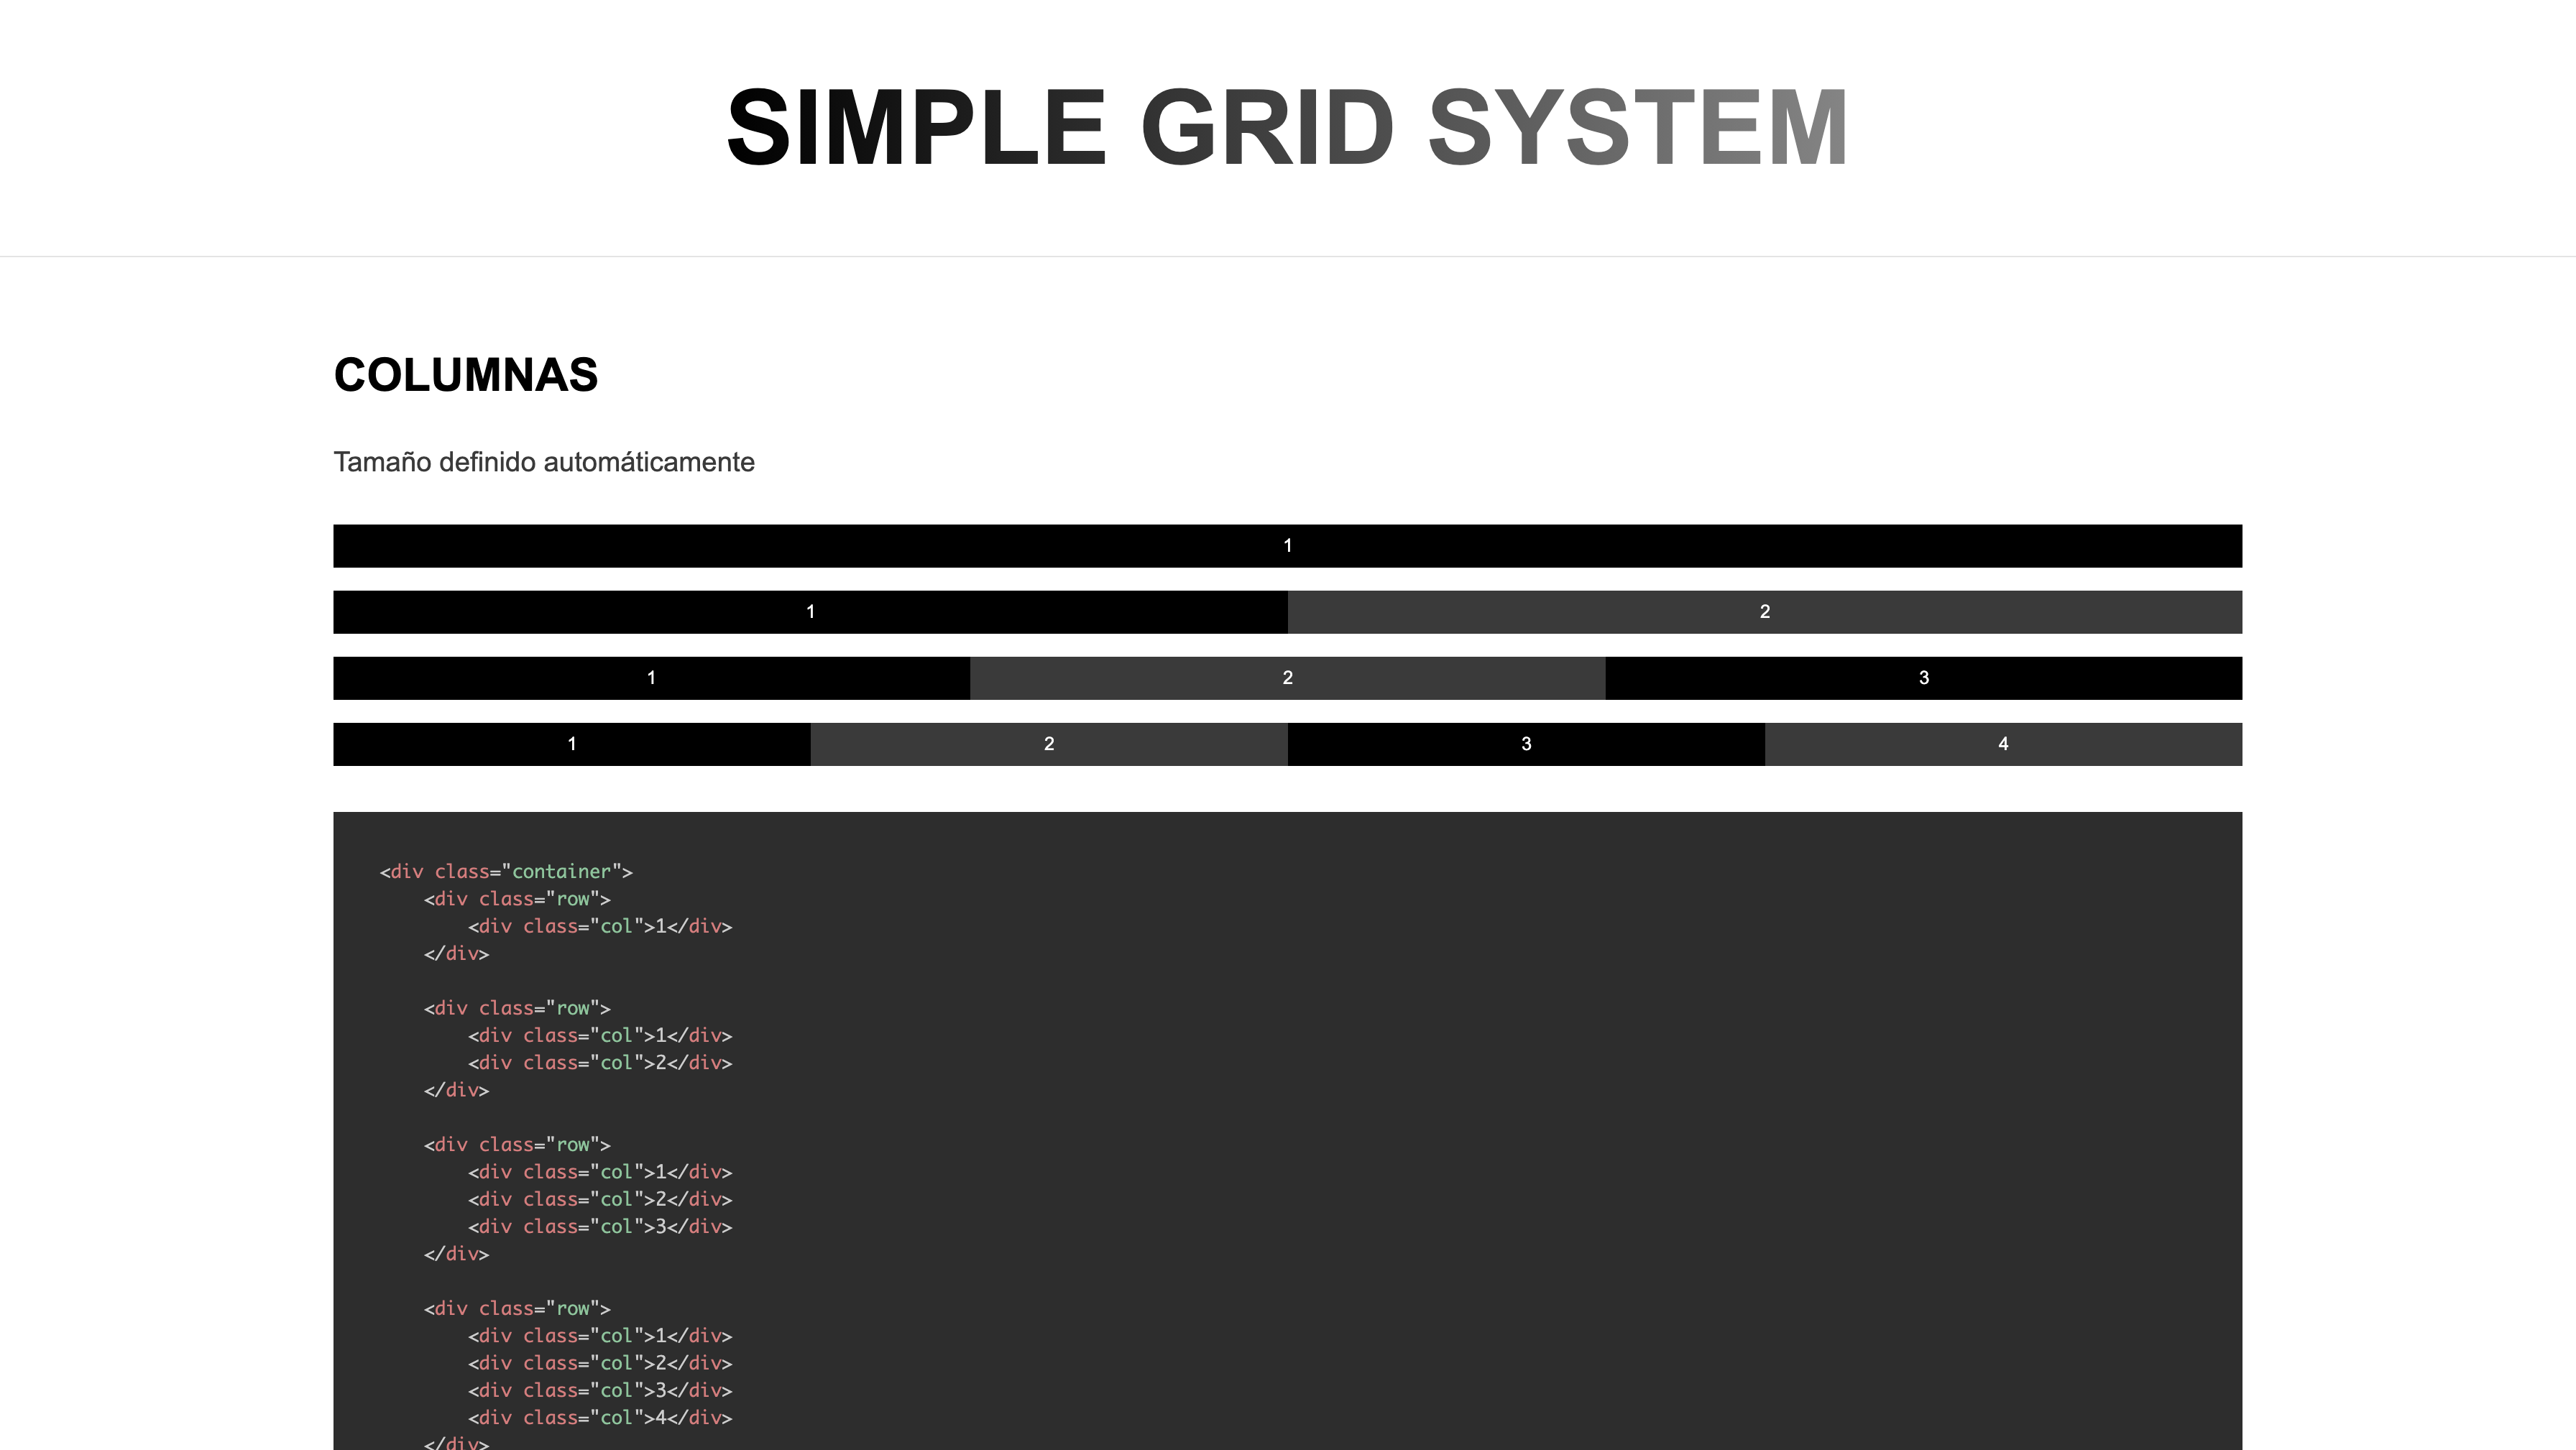 SIMPLE GRID SYSTEM
COLUMNAS
Tamaño definido automáticamente
1
1 2
1 2 3
1 2 3 4
<div class="container">
<div class="row">
<div class="col">1</div>
</div>
<div class="row">
<div class="col">1</div>
<div class="col">2</div>
</div>
<div class="row">
<div class="col">1</div>
<div class="col">2</div>
<div class="col">3</div>
</div>
<div class="row">
<div class="col">1</div>
<div class="col">2</div>
<div class="col">3</div>
<div class="col">4</div>
</div>